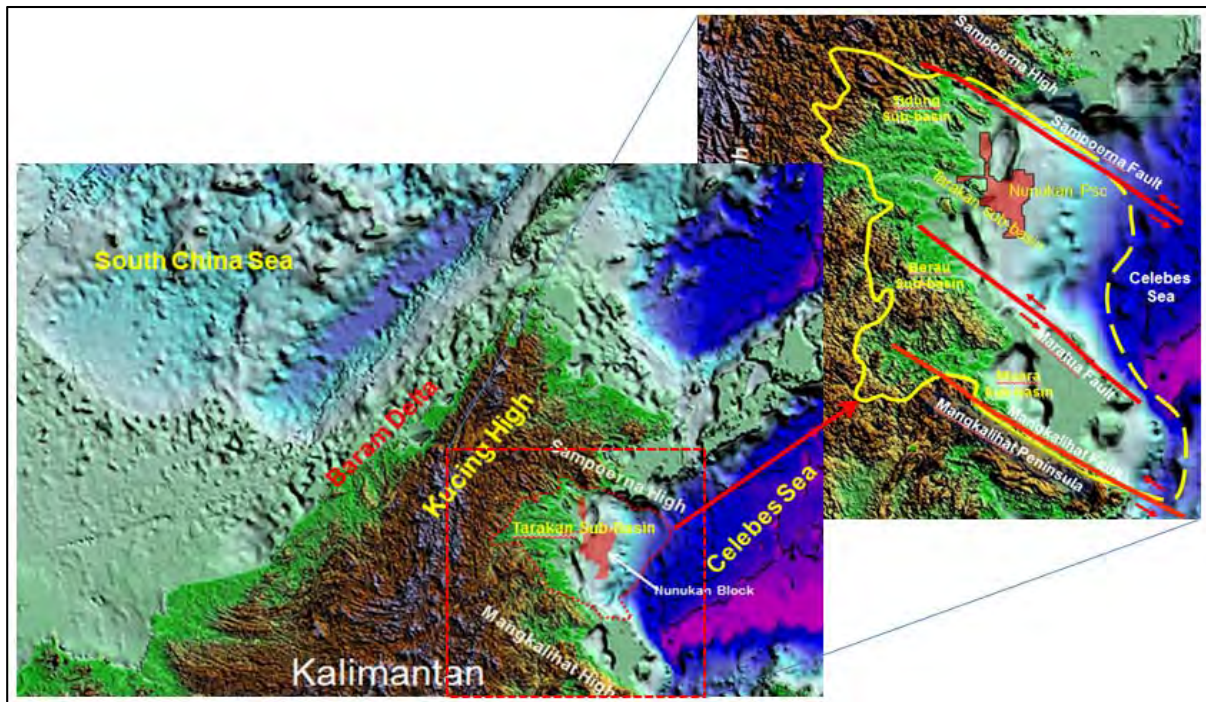 South China Sea
Baram Delta
Kucing High
Sampoerna High
Tarakan Sub-Basin
Celebes Sea
Nunukan Block
Mangkalihat High
Kalimantan
Sampoerna High
Sidung
Sub-basin
Sampoerna Fault
Tarakan Sub-basin
Nunukan Psc
Berau
Sub-basin
Celebes
Sea
Maratua Fault
Muara
Sub-basin
Mangkalihat Fault
Mangkalihat Peninsula